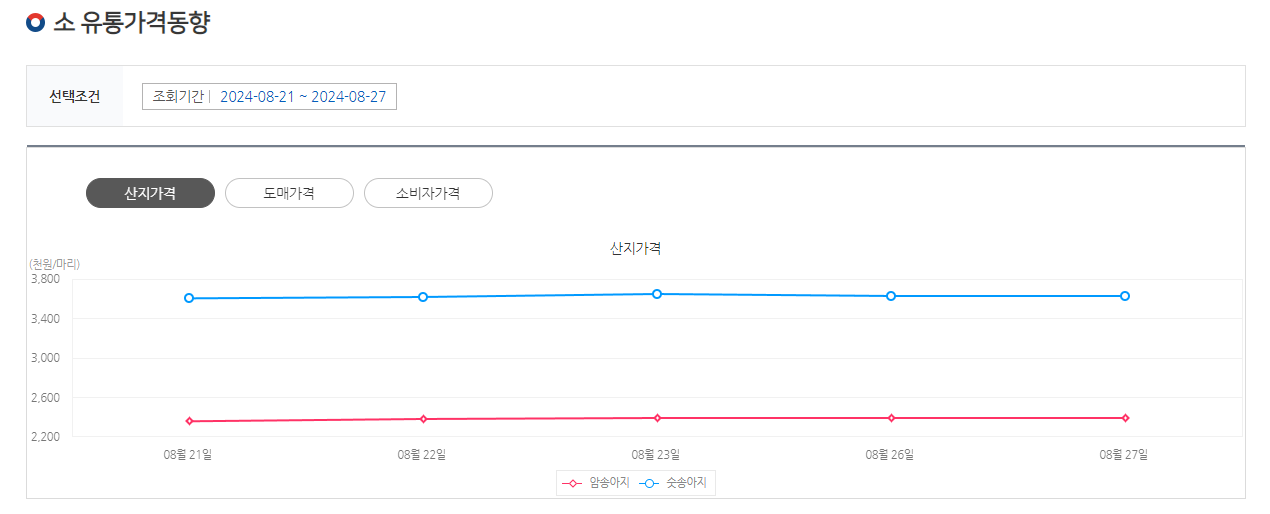 소 유통가격동향
선택조건 조회기간 | 2024-08-21 ~ 2024-08-27
산지가격 도매가격 소비자가격
산지가격
(천원/마리)
3,800
3,400
3,000
2,600
2,200
08월 21일 08월 22일 08월 23일 08월 26일 08월 27일
암송아지 숫송아지